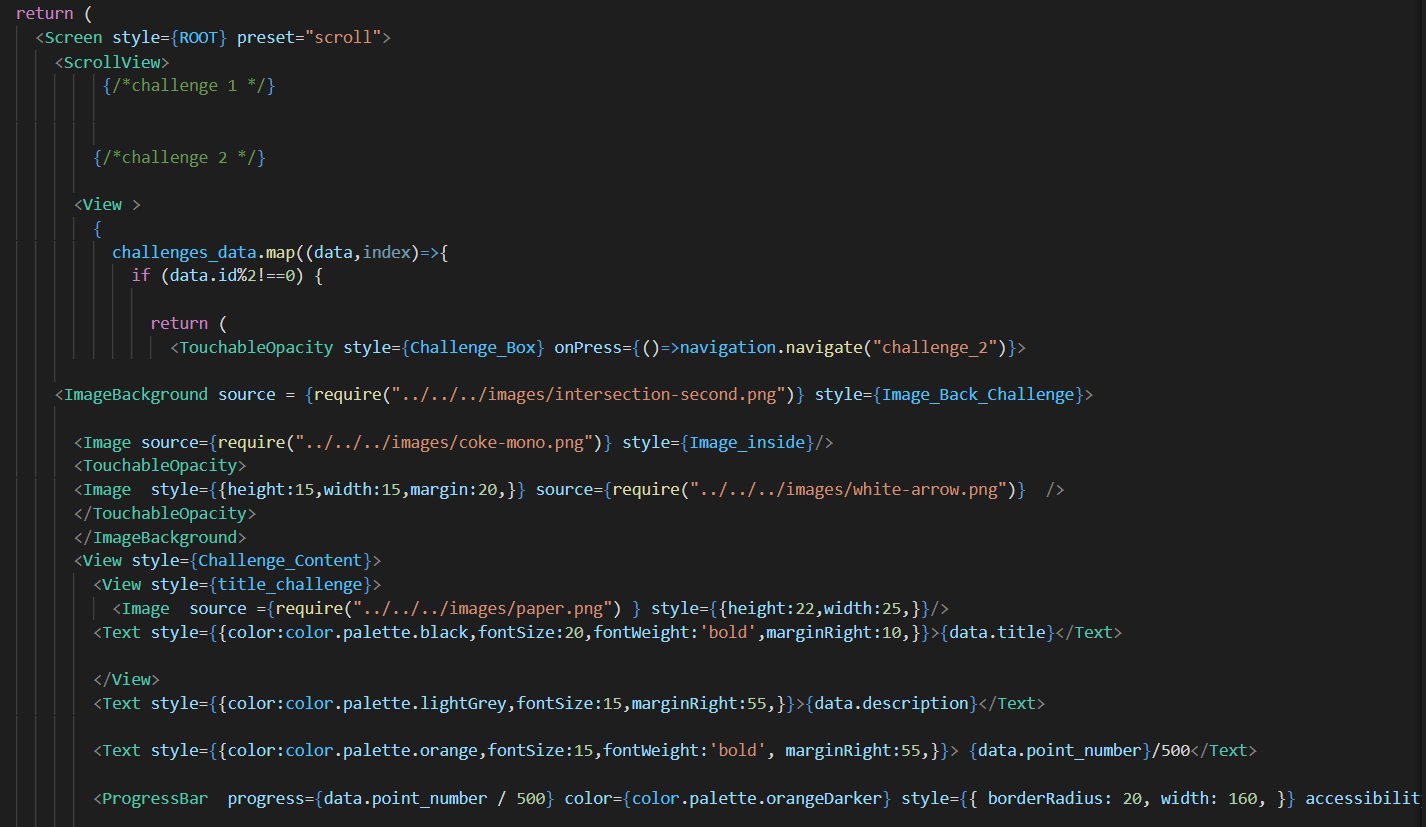 return (
<Screen style={ROOT} preset="scroll">
<ScrollView>
{/*challenge 1 */}
{/*challenge 2 */}
<View >
{
challenges_data.map((data,index)=>{
if (data.id%2!==0) {
return (
<TouchableOpacity style={Challenge_Box} onPress={()=>navigation.navigate("challenge_2")}>
<ImageBackground source = {require("../../../images/intersection-second.png")} style={Image_Back_Challenge}>
<Image source={require("../../../images/coke-mono.png")} style={Image_inside}/>
<TouchableOpacity>
<Image  style={{height:15,width:15,margin:20,}} source={require("../../../images/white-arrow.png")}  />
</TouchableOpacity>
</ImageBackground>
<View style={Challenge_Content}>
<View style={title_challenge}>
<Image  source ={require("../../../images/paper.png") } style={{height:22,width:25,}}/>
<Text style={{color:color.palette.black,fontSize:20,fontWeight:'bold',marginRight:10,}}>{data.title}</Text>
</View>
<Text style={{color:color.palette.lightGrey,fontSize:15,marginRight:55,}}>{data.description}</Text>
<Text style={{color:color.palette.orange,fontSize:15,fontWeight:'bold', marginRight:55,}}> {data.point_number}/500</Text>
<ProgressBar  progress={data.point_number / 500} color={color.palette.orangeDarker} style={{ borderRadius: 20, width: 160, }} accessibilit